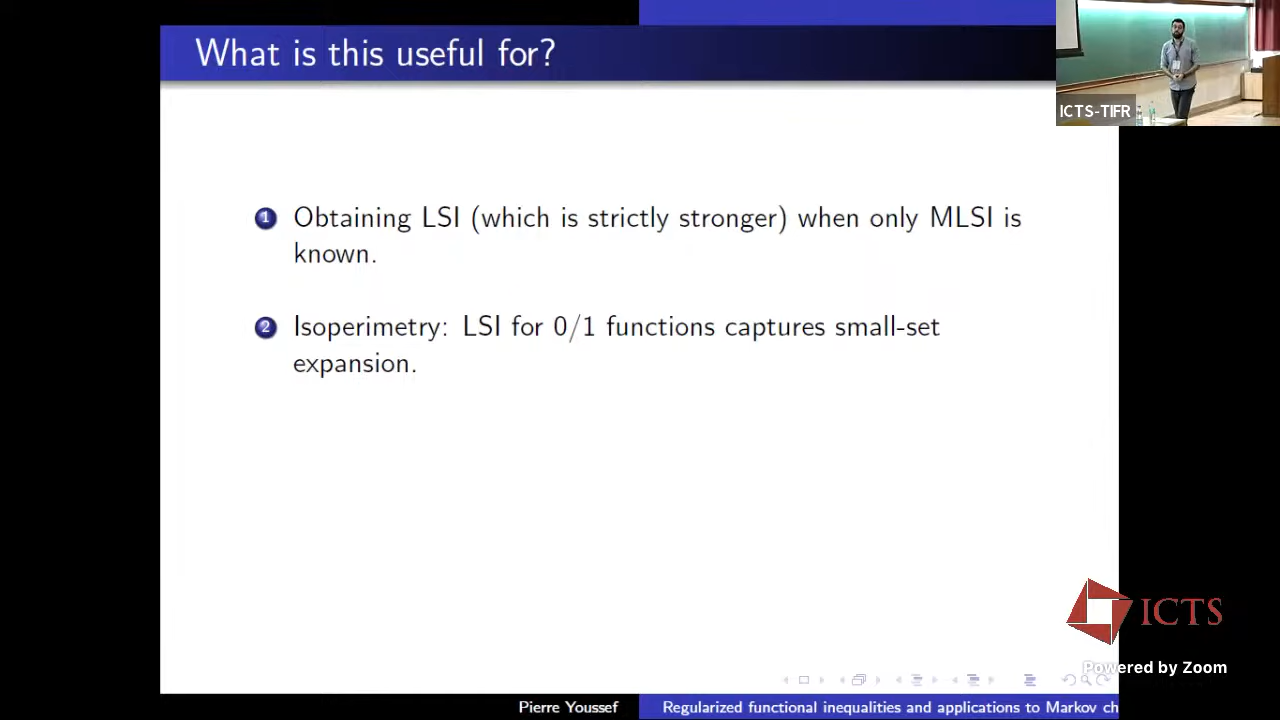 What is this useful for?
ICTS-TIFR
1 Obtaining LSI (which is strictly stronger) when only MLSI is
known.
2 Isoperimetry: LSI for 0/1 functions captures small-set
expansion.
ICTS
Powered by Zoom
Pierre Youssef
Regularized functional inequalities and applications to Markov ch